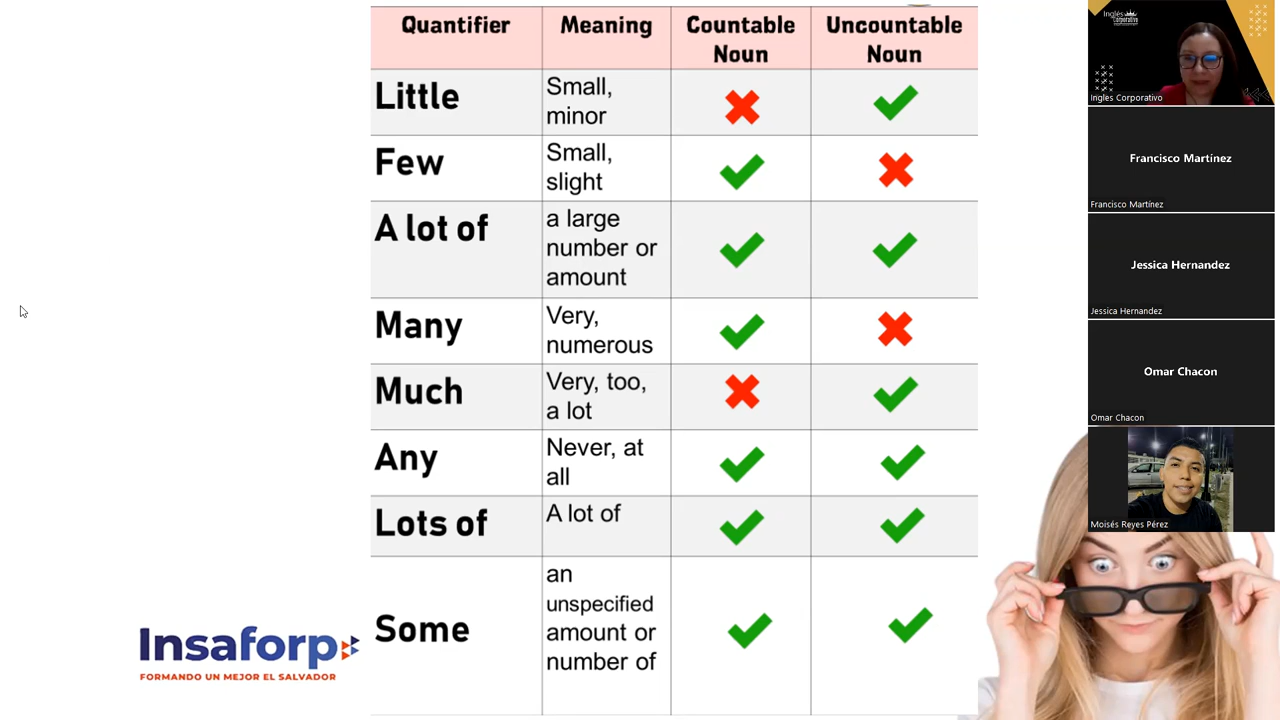 Quantifier
Meaning
Countable
Noun
Uncountable
Noun
Little
Small,
minor
Few
Small,
slight
A lot of
a large
number or
amount
Many
Very,
numerous
Much
Very, too,
a lot
Any
Never, at
all
Lots of
A lot of
Some
an
unspecified
amount or
number of
Insaforp
FORMANDO UN MEJOR EL SALVADOR
Inglés
Corporativo
Ingles Corporativo
Francisco Martínez
Francisco Martínez
Jessica Hernandez
Jessica Hernandez
Omar Chacon
Omar Chacon
Moisés Reyes Pérez